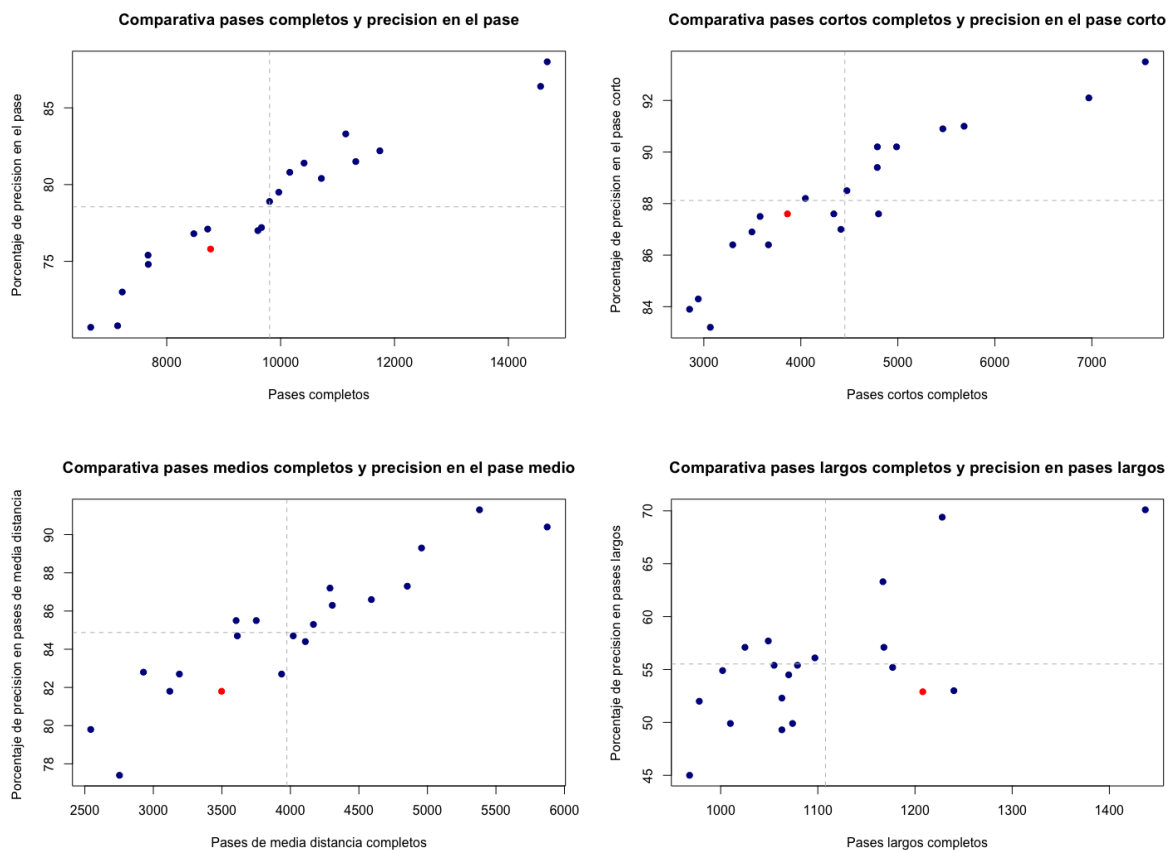 Comparativa pases completos y precision en el pase
Porcentaje de precision en el pase
85
80
75
8000 10000 12000 14000
Pases completos
Comparativa pases cortos completos y precision en el pase corto
Porcentaje de precision en el pase corto
92
90
88
86
84
3000 4000 5000 6000 7000
Pases cortos completos
Comparativa pases medios completos y precision en el pase medio
Porcentaje de precision en pases de media distancia
90
88
86
84
82
80
78
2500 3000 3500 4000 4500 5000 5500 6000
Pases de media distancia completos
Comparativa pases largos completos y precision en pases largos
Porcentaje de precision en pases largos
70
65
60
55
50
45
1000 1100 1200 1300 1400
Pases largos completos